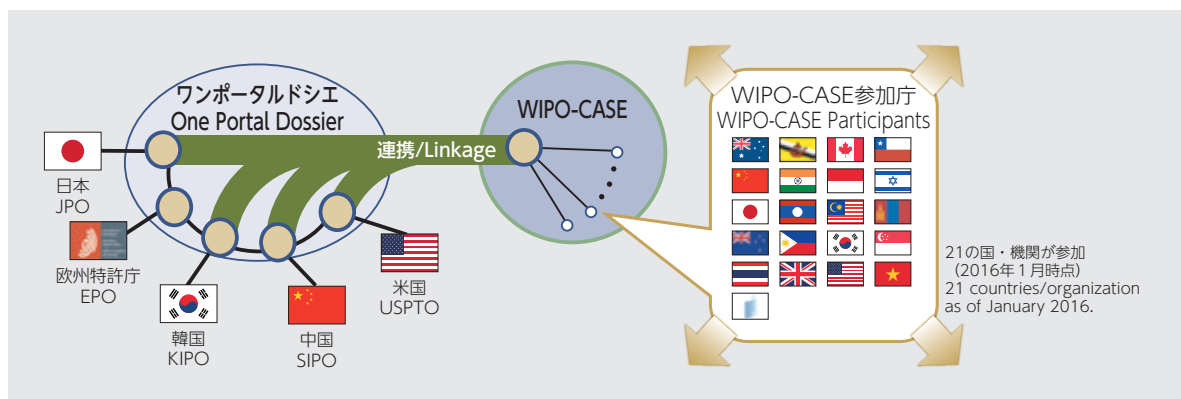 ワンポータルドシエ
One Portal Dossier
連携/Linkage
WIPO-CASE
WIPO-CASE参加庁
WIPO-CASE Participants
日本
JPO
欧州特許庁
EPO
韓国
KIPO
中国
SIPO
米国
USPTO
21の国・機関が参加
（2016年1月時点）
21 countries/organization
as of January 2016.